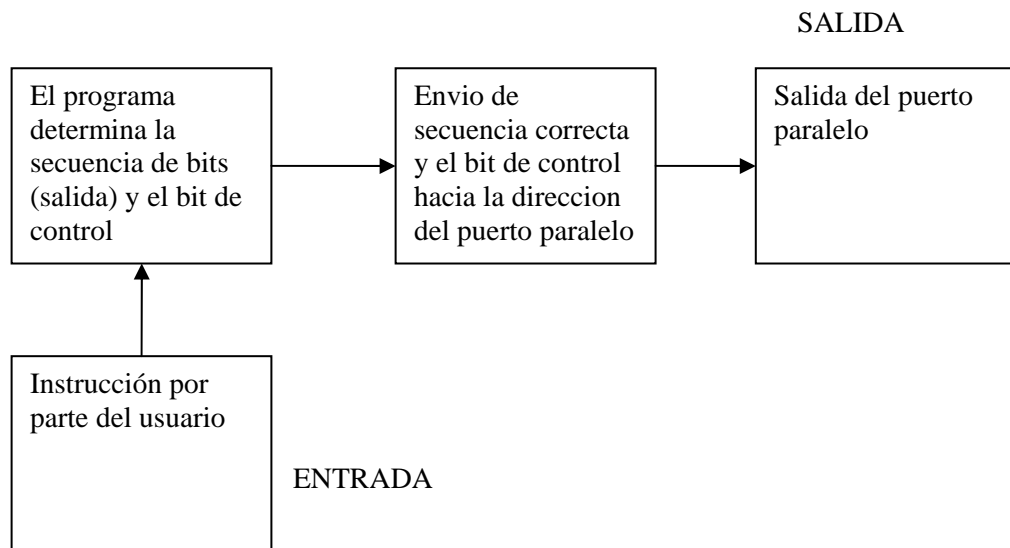 SALIDA
El programa
determina la
secuencia de bits
(salida) y el bit de
control
Envio de
secuencia correcta
y el bit de control
hacia la direccion
del puerto paralelo
Salida del puerto
paralelo
Instrucción por
parte del usuario
ENTRADA